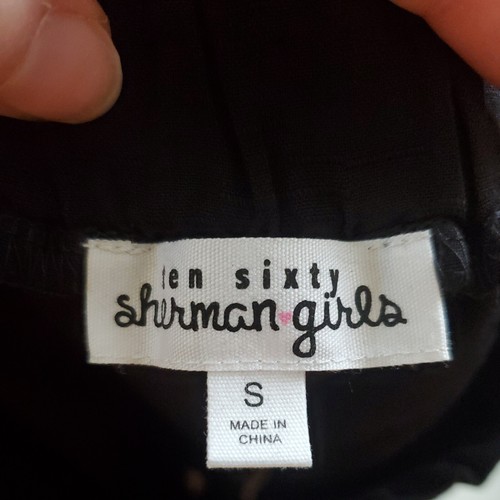 ten sixty
sherman girls
S
MADE IN
CHINA